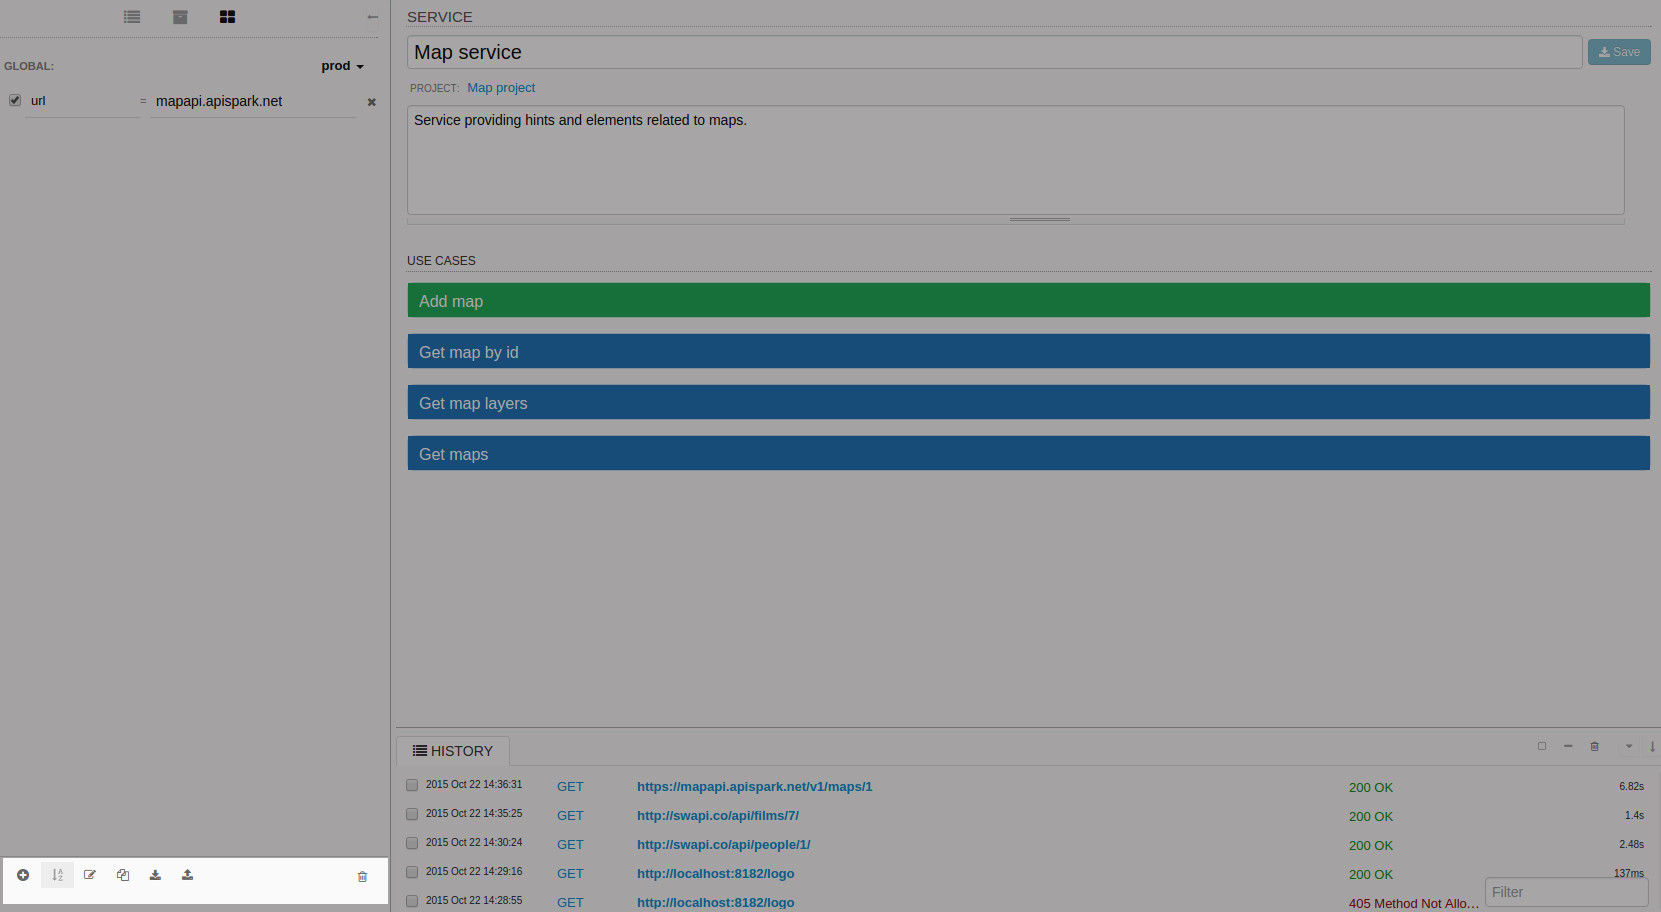 GLOBAL:
prod
url = mapapi.apispark.net
SERVICE
Map service
Save
PROJECT: Map project
Service providing hints and elements related to maps.
USE CASES
Add map
Get map by id
Get map layers
Get maps
HISTORY
2015 Oct 22 14:36:31 GET https://mapapi.apispark.net/v1/maps/1 200 OK 6.82s
2015 Oct 22 14:35:25 GET http://swapi.co/api/films/7/ 200 OK 1.4s
2015 Oct 22 14:30:24 GET http://swapi.co/api/people/1/ 200 OK 2.48s
2015 Oct 22 14:29:16 GET http://localhost:8182/logo 200 OK 137ms
2015 Oct 22 14:28:55 GET http://localhost:8182/logo 405 Method Not Allo...
Filter